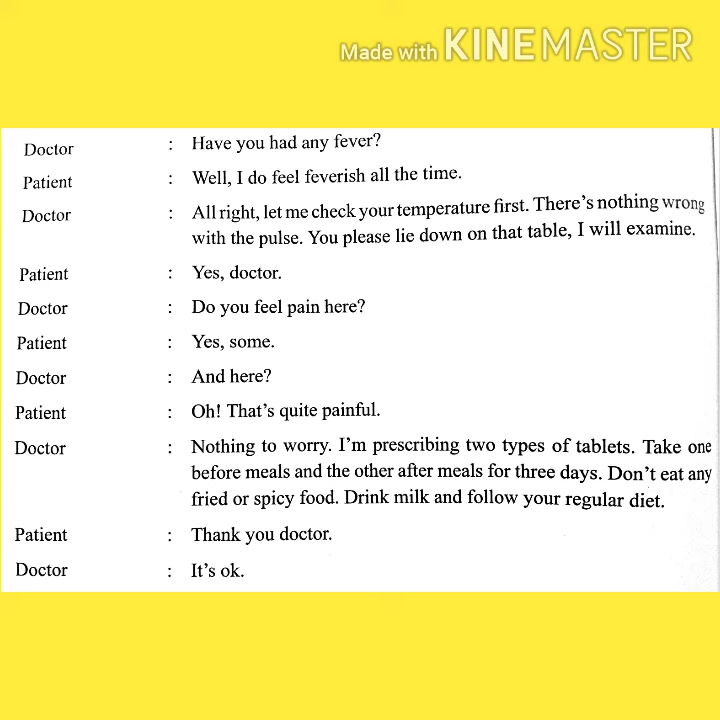 Made with KINEMASTER
Doctor : Have you had any fever?
Patient : Well, I do feel feverish all the time.
Doctor : All right, let me check your temperature first. There's nothing wrong
with the pulse. You please lie down on that table, I will examine.
Patient : Yes, doctor.
Doctor : Do you feel pain here?
Patient : Yes, some.
Doctor : And here?
Patient : Oh! That's quite painful.
Doctor : Nothing to worry. I'm prescribing two types of tablets. Take one
before meals and the other after meals for three days. Don't eat any
fried or spicy food. Drink milk and follow your regular diet.
Patient : Thank you doctor.
Doctor : It's ok.